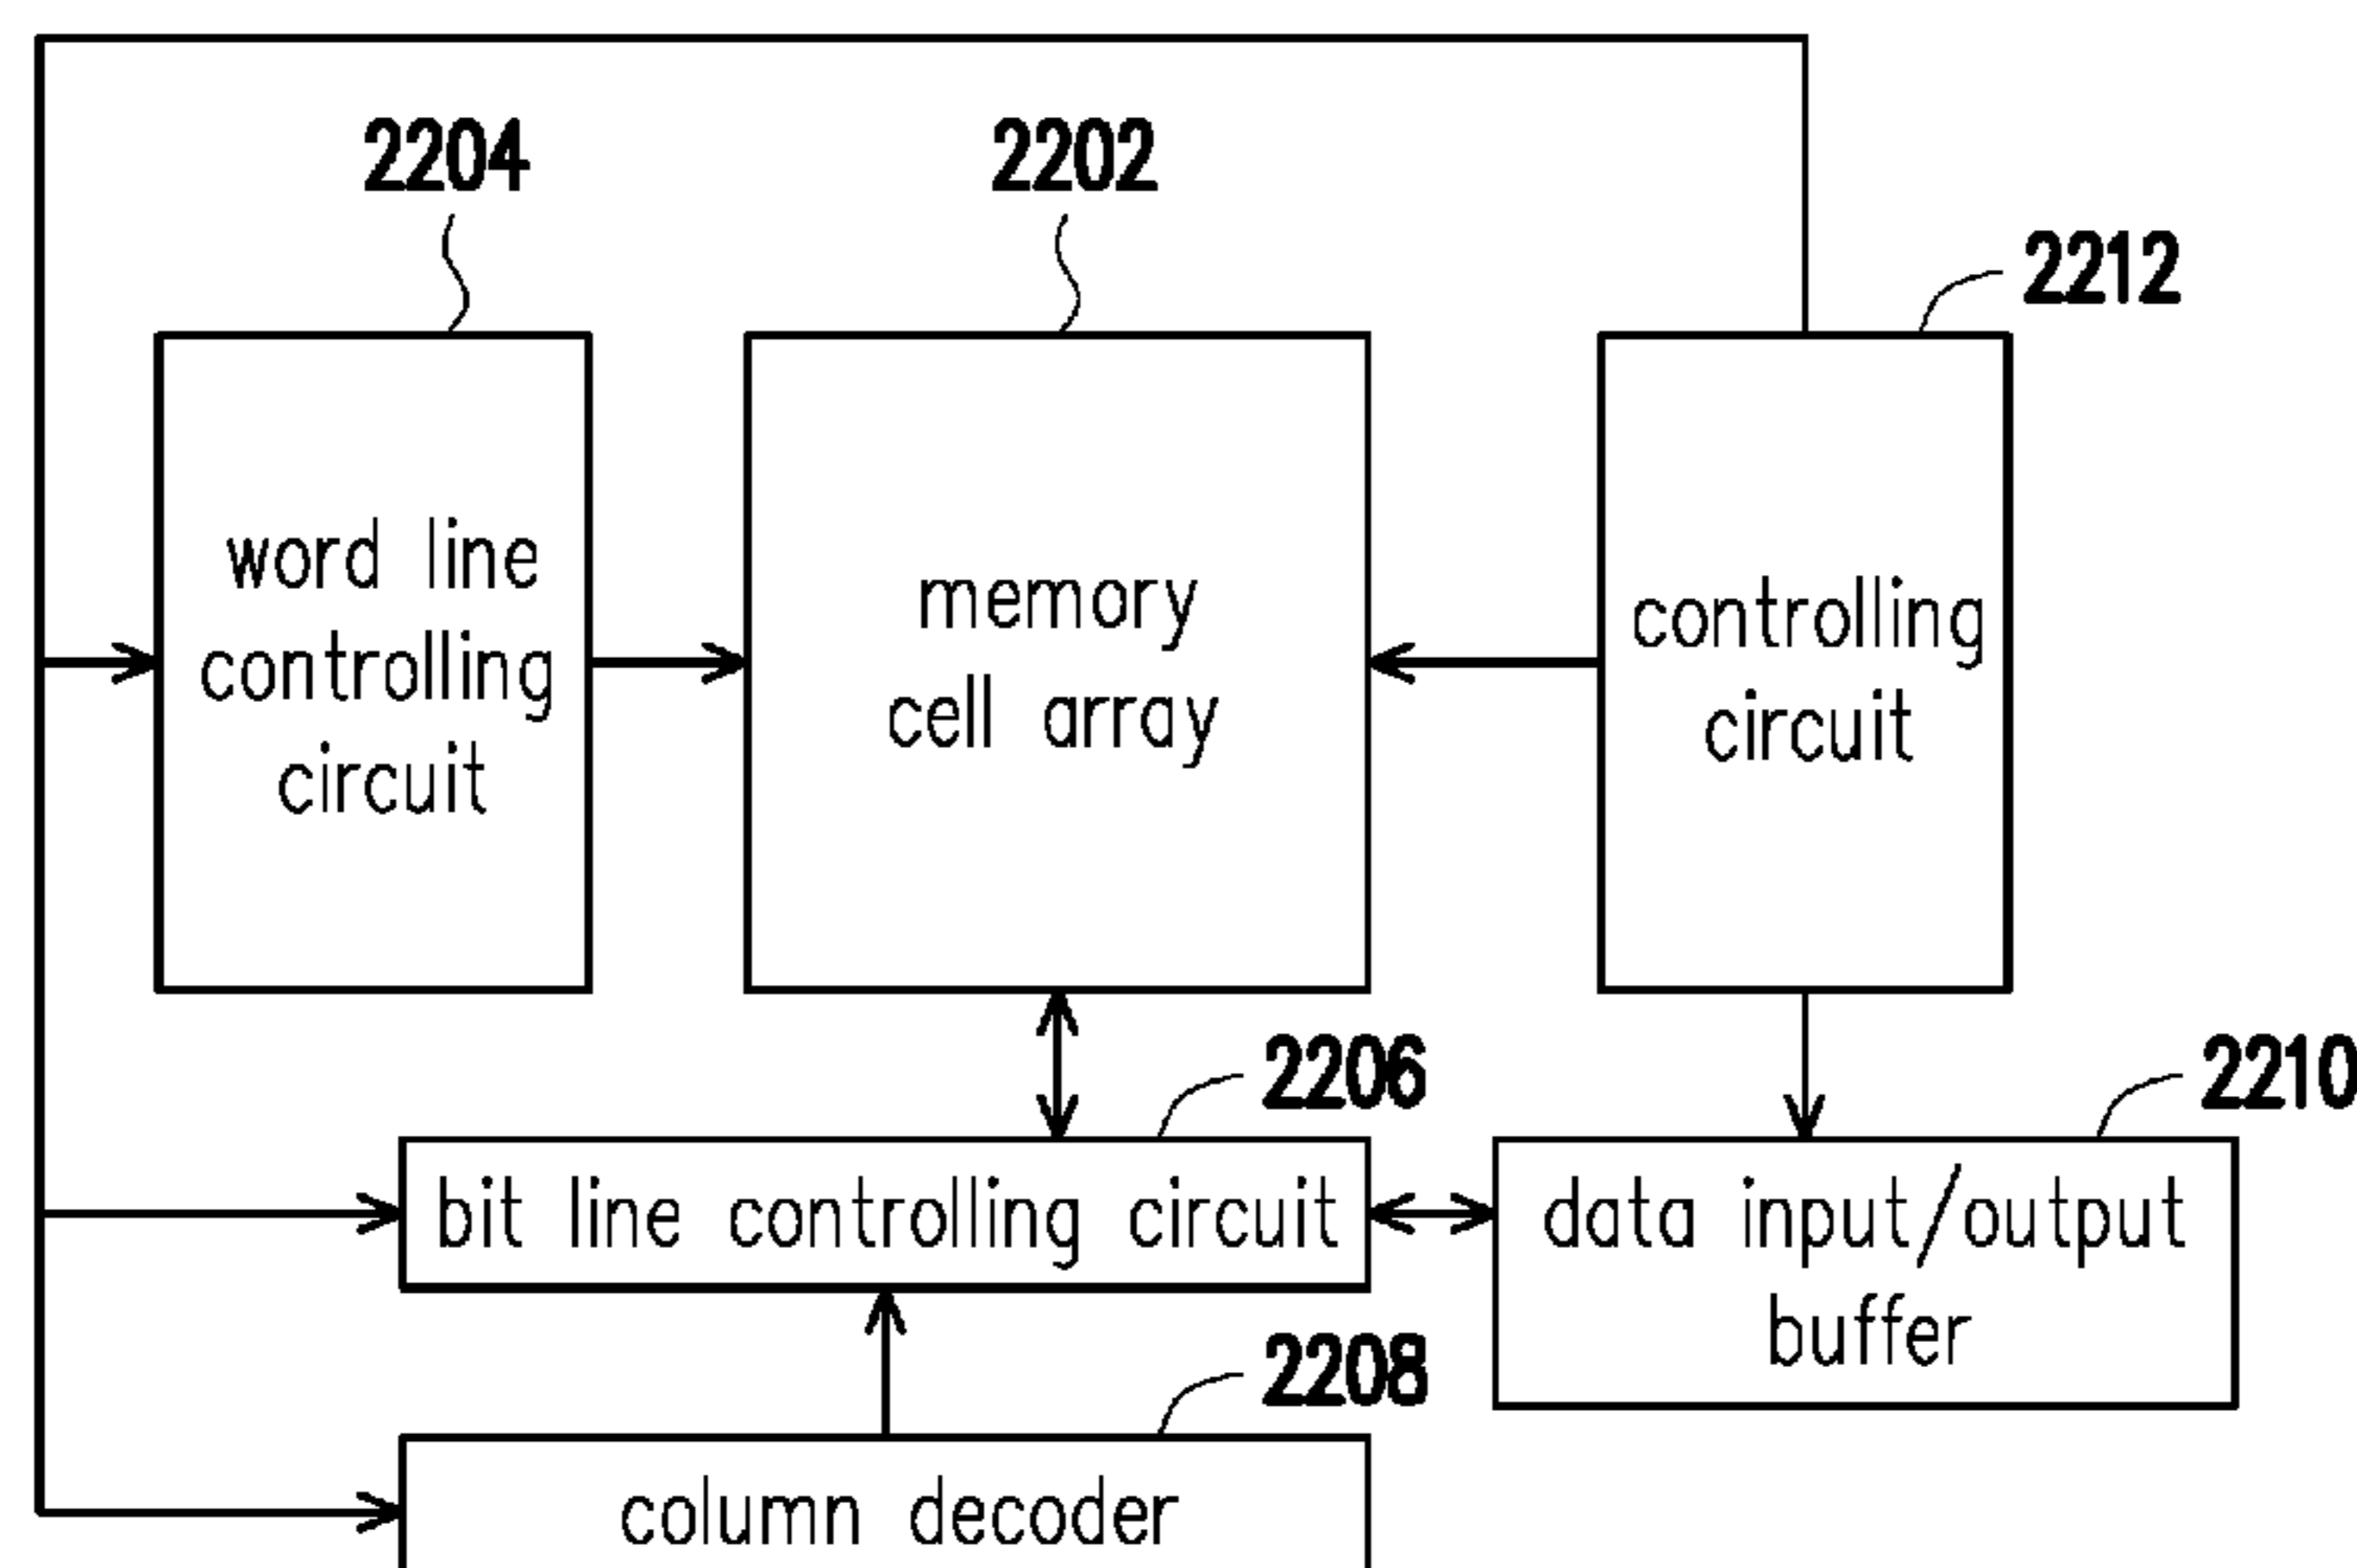 2204
2202
2212
word line
controlling
circuit
memory
cell array
controlling
circuit
2206
2210
bit line controlling circuit
data input/output
buffer
2208
column decoder